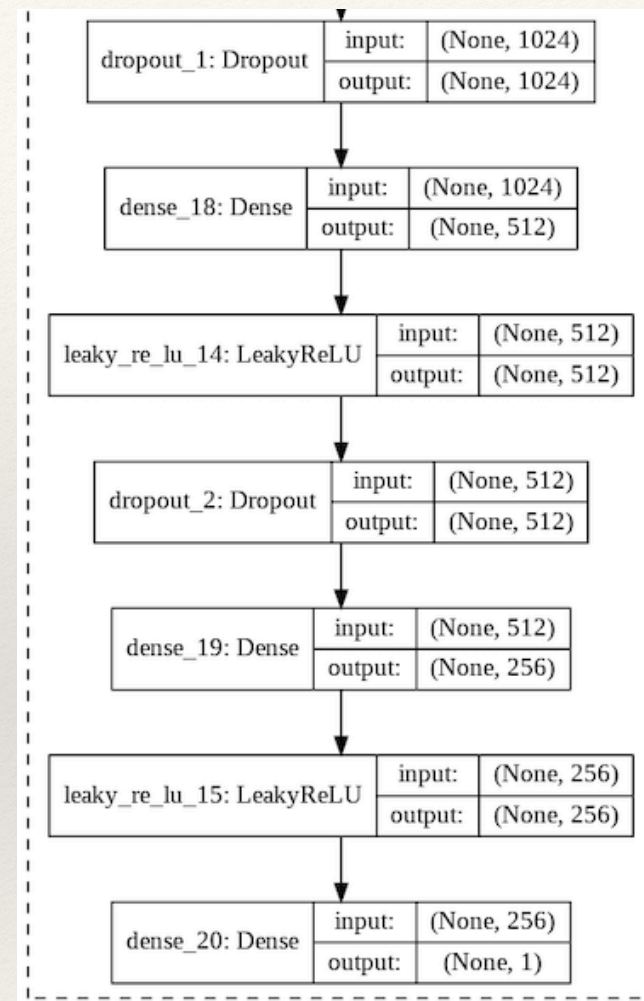 dropout_1: Dropout
input: (None, 1024)
output: (None, 1024)
dense_18: Dense
input: (None, 1024)
output: (None, 512)
leaky_re_lu_14: LeakyReLU
input: (None, 512)
output: (None, 512)
dropout_2: Dropout
input: (None, 512)
output: (None, 512)
dense_19: Dense
input: (None, 512)
output: (None, 256)
leaky_re_lu_15: LeakyReLU
input: (None, 256)
output: (None, 256)
dense_20: Dense
input: (None, 256)
output: (None, 1)